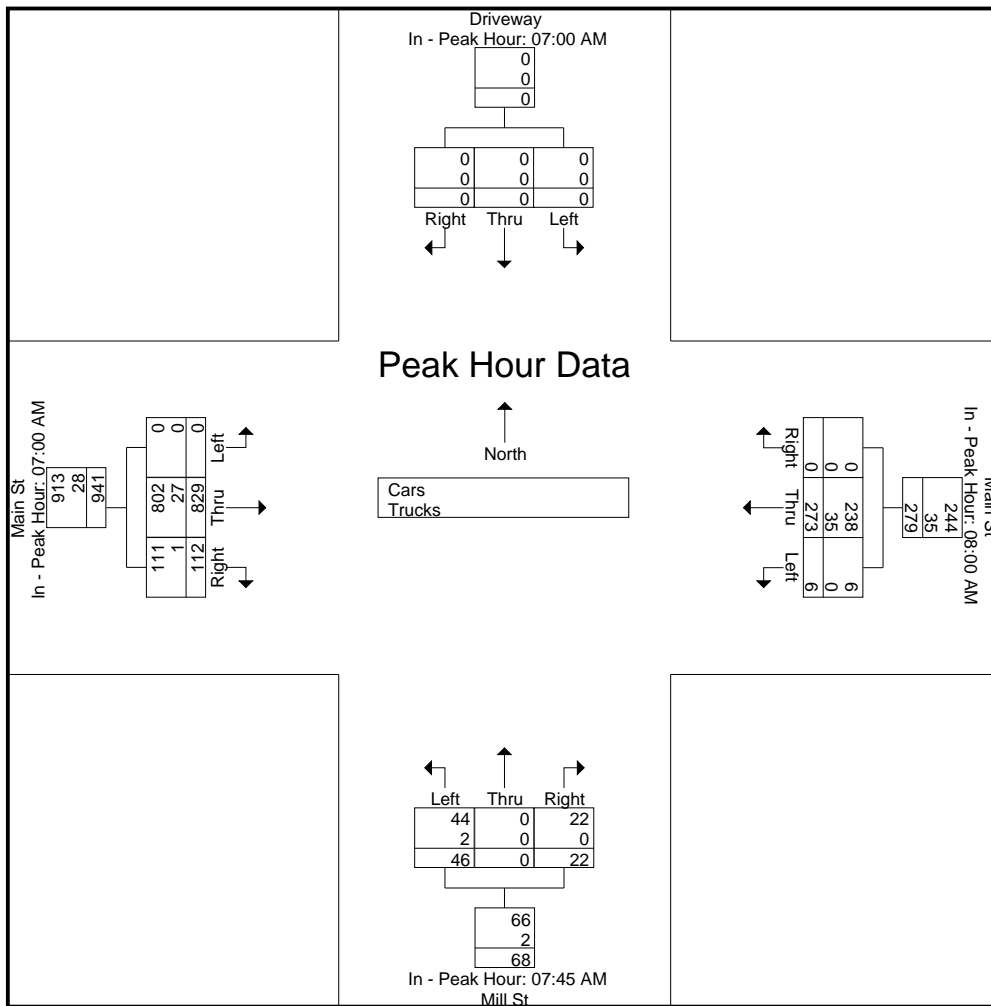 Driveway
In - Peak Hour: 07:00 AM
0
0
0
0 0 0
0 0 0
0 0 0
Right Thru Left
Peak Hour Data
North
Cars
Trucks
Main St
In - Peak Hour: 07:00 AM
913
28
941
0 802 111
0 27 1
0 829 112
Left Thru Right
Main St
In - Peak Hour: 08:00 AM
244
35
279
0 238 6
0 35 0
0 273 6
Right Thru Left
Left Thru Right
44 0 22
2 0 0
46 0 22
66
2
68
In - Peak Hour: 07:45 AM
Mill St